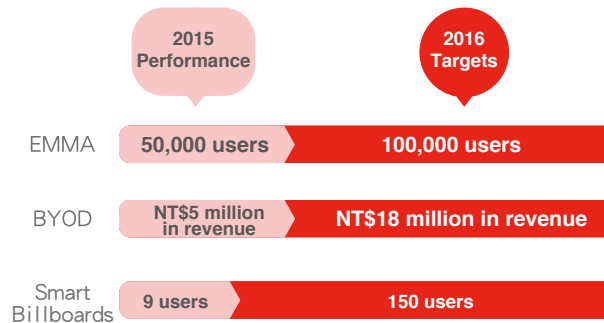 2015
Performance
2016
Targets
EMMA
50,000 users
100,000 users
BYOD
NT$5 million
in revenue
NT$18 million in revenue
Smart
Billboards
9 users
150 users